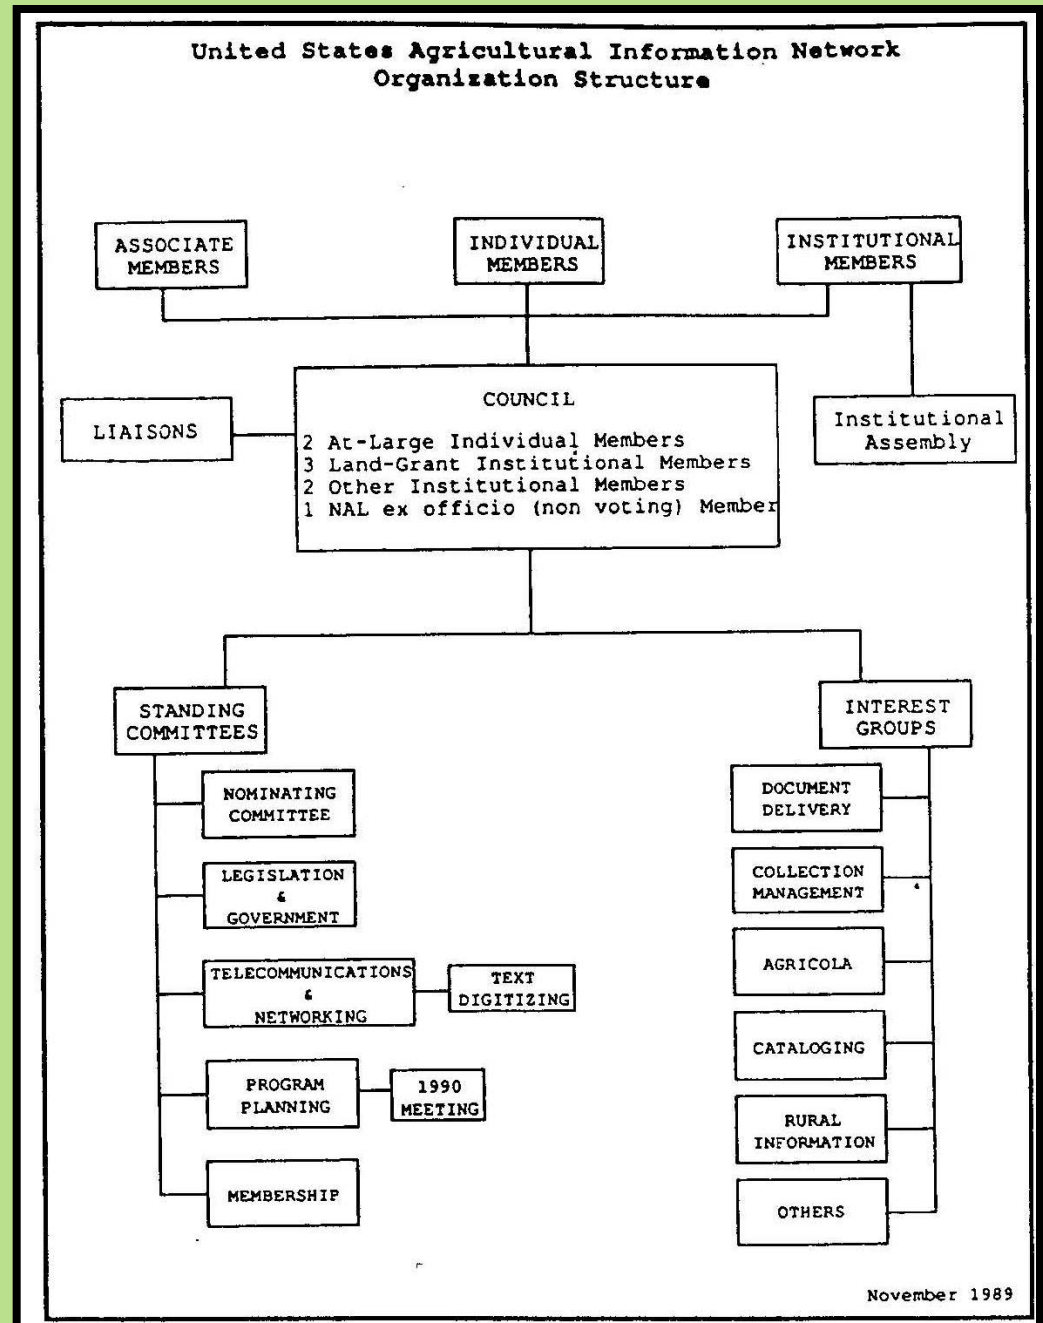 United States Agricultural Information Network
Organization Structure
ASSOCIATE
MEMBERS
INDIVIDUAL
MEMBERS
INSTITUTIONAL
MEMBERS
LIAISONS
COUNCIL
2 At-Large Individual Members
3 Land-Grant Institutional Members
2 Other Institutional Members
1 NAL ex officio (non voting) Member
Institutional
Assembly
STANDING
COMMITTEES
NOMINATING
COMMITTEE
LEGISLATION
&
GOVERNMENT
TELECOMMUNICATIONS
&
NETWORKING
TEXT
DIGITIZING
PROGRAM
PLANNING
1990
MEETING
MEMBERSHIP
INTEREST
GROUPS
DOCUMENT
DELIVERY
COLLECTION
MANAGEMENT
AGRICOLA
CATALOGING
RURAL
INFORMATION
OTHERS
November 1989